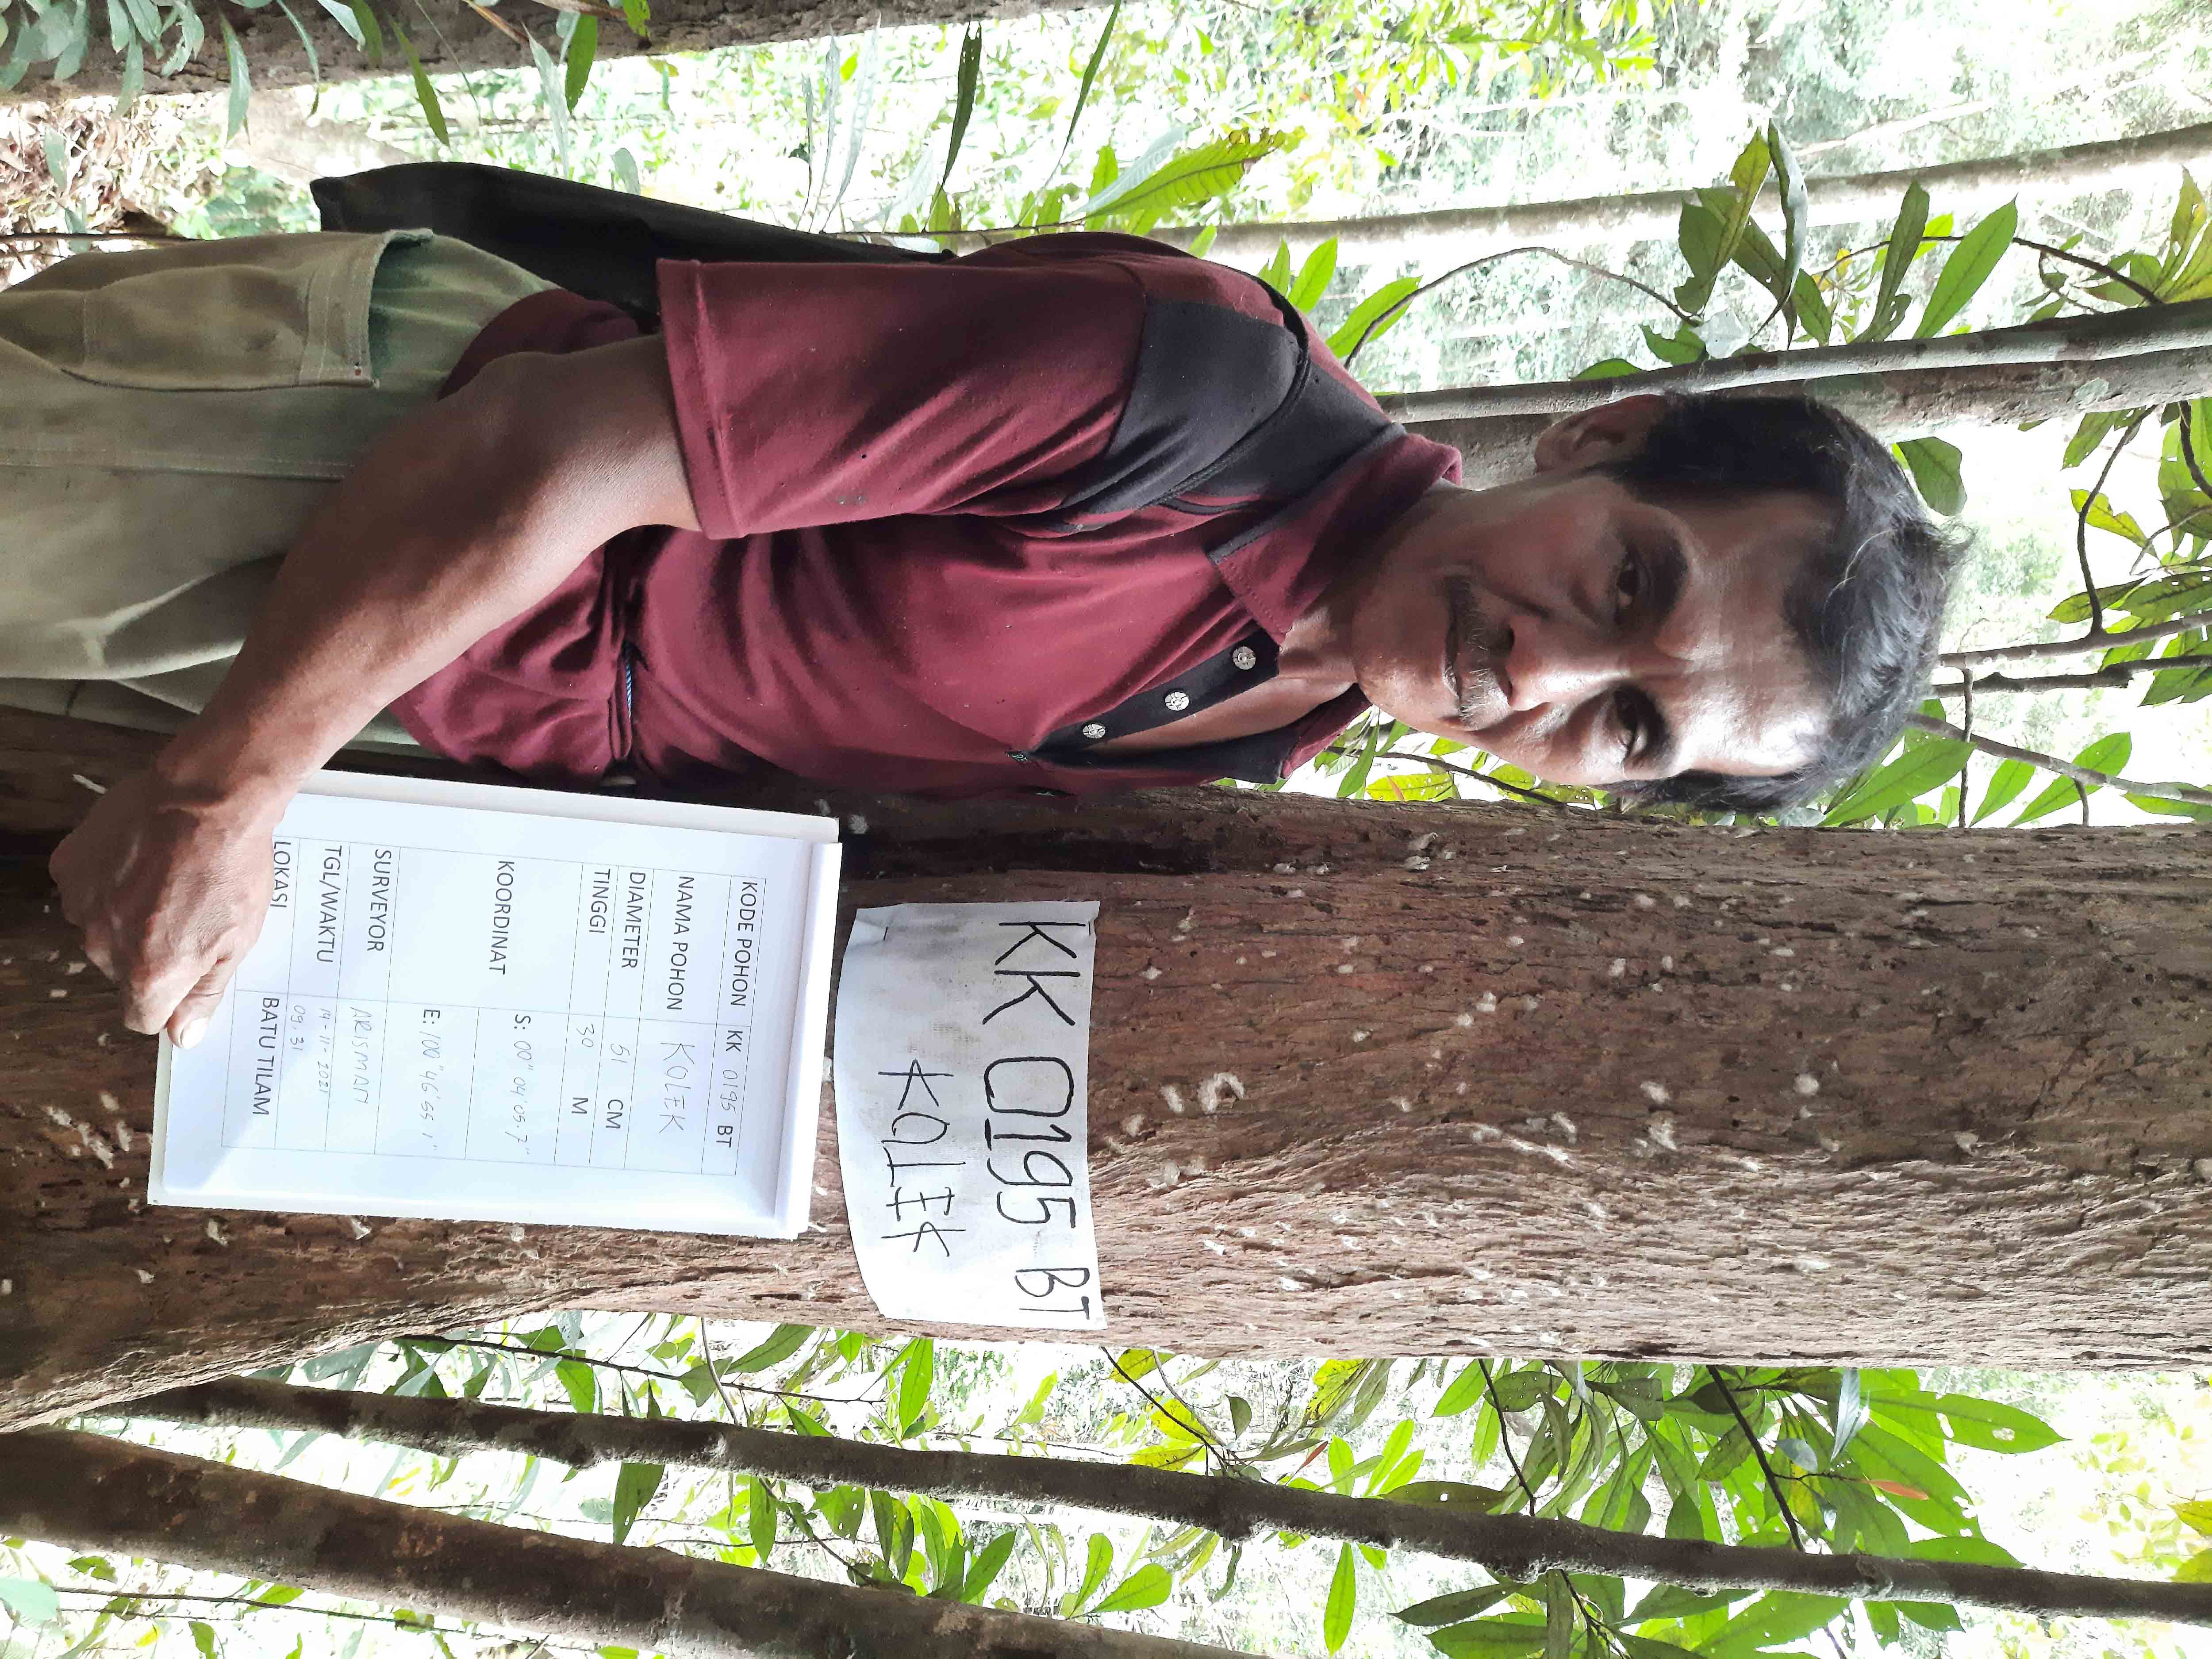 KK 0195 BT
KOLEK
KODE POHON KK 0195 BT
NAMA POHON KOLEK
DIAMETER 51 CM
TINGGI 30 M
KOORDINAT S: 00" 04' 05.7"
E: 100" 46' 55 1"
SURVEYOR ARISMAN
TGL/WAKTU 14-11-2021
09.31
LOKASI BATU TILAM